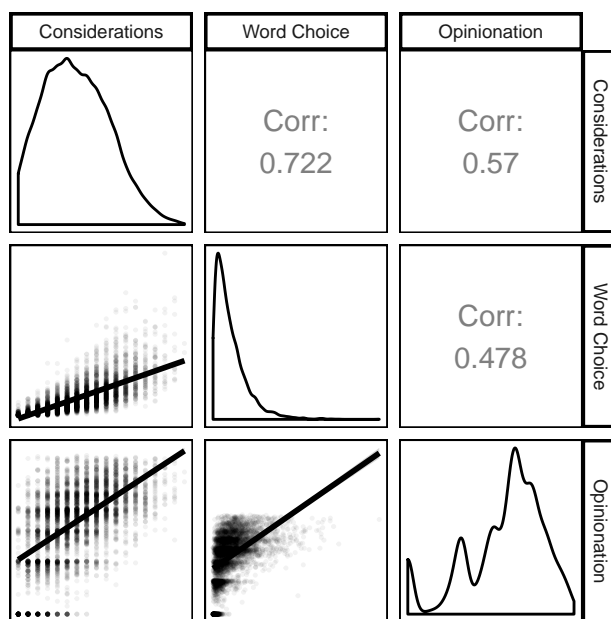 Considerations
Word Choice
Opinionation
Corr:
0.722
Corr:
0.57
Considerations
Corr:
0.478
Word Choice
Opinionation